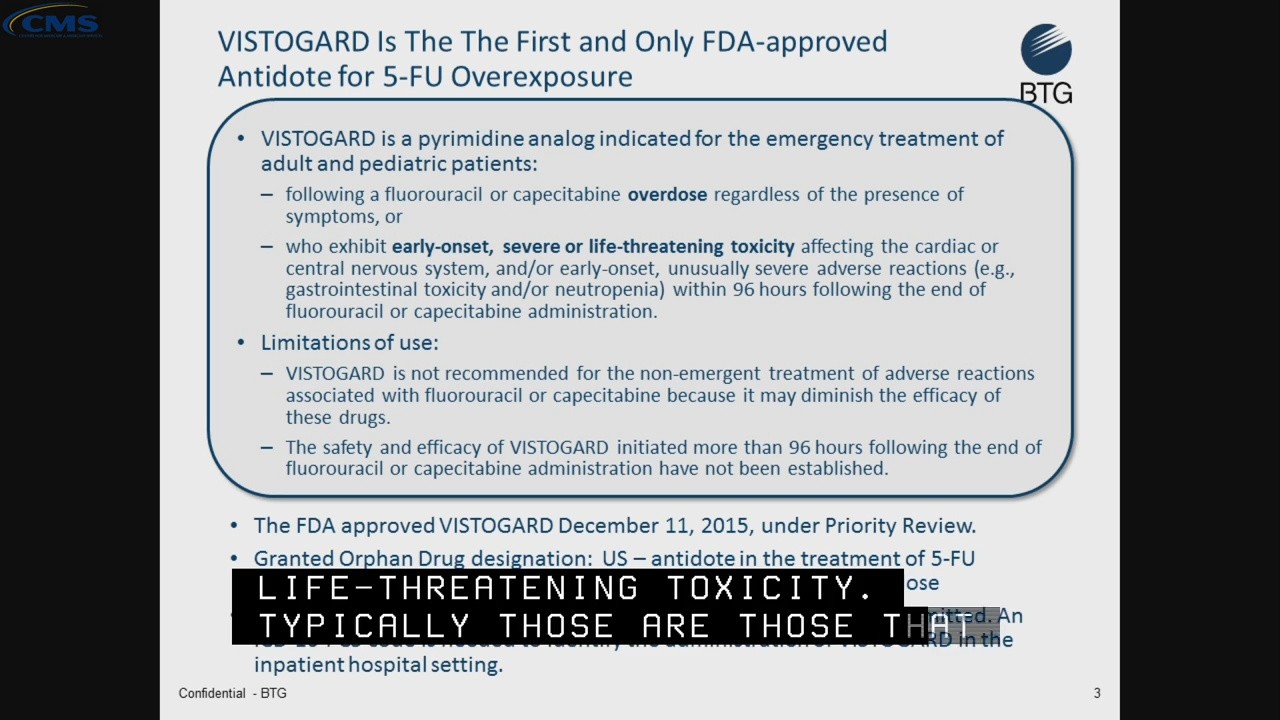 CMS
VISTOGARD Is The The First and Only FDA-approved
Antidote for 5-FU Overexposure
BTG
• VISTOGARD is a pyrimidine analog indicated for the emergency treatment of
adult and pediatric patients:
– following a fluorouracil or capecitabine overdose regardless of the presence of
symptoms, or
– who exhibit early-onset, severe or life-threatening toxicity affecting the cardiac or
central nervous system, and/or early-onset, unusually severe adverse reactions (e.g.,
gastrointestinal toxicity and/or neutropenia) within 96 hours following the end of
fluorouracil or capecitabine administration.
• Limitations of use:
– VISTOGARD is not recommended for the non-emergent treatment of adverse reactions
associated with fluorouracil or capecitabine because it may diminish the efficacy of
these drugs.
– The safety and efficacy of VISTOGARD initiated more than 96 hours following the end of
fluorouracil or capecitabine administration have not been established.
• The FDA approved VISTOGARD December 11, 2015, under Priority Review.
• Granted Orphan Drug designation: US – antidote in the treatment of 5-FU
ose
LIFE-THREATENING TOXICITY.
TYPICALLY THOSE ARE THOSE THAT
mitted. An
in the
inpatient hospital setting.
Confidential - BTG
3